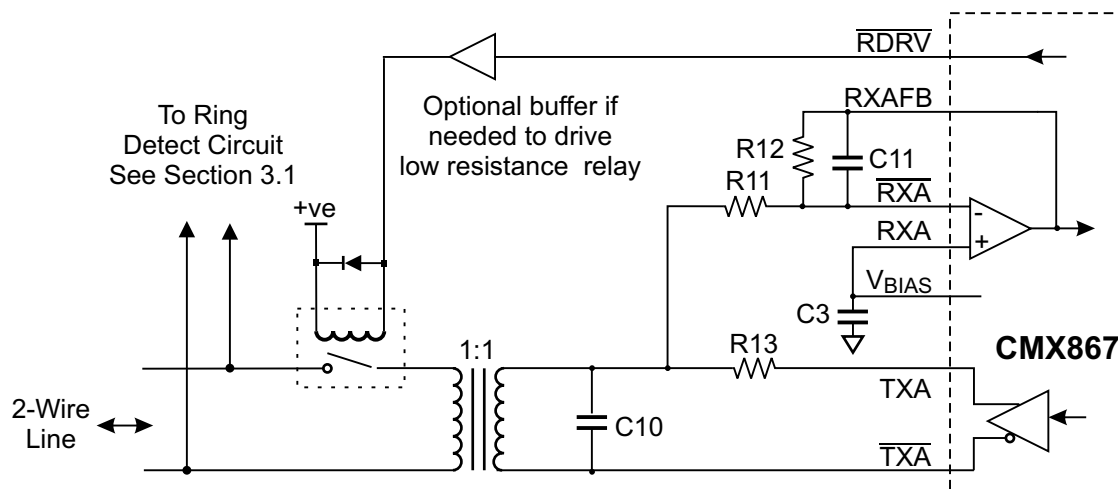 RDRV
RXAFB
To Ring
Detect Circuit
See Section 3.1
Optional buffer if
needed to drive
low resistance relay
R12
C11
R11
RXA
+ve
RXA
-
+
VBIAS
C3
1:1
R13
CMX867
TXA
2-Wire
Line
C10
TXA